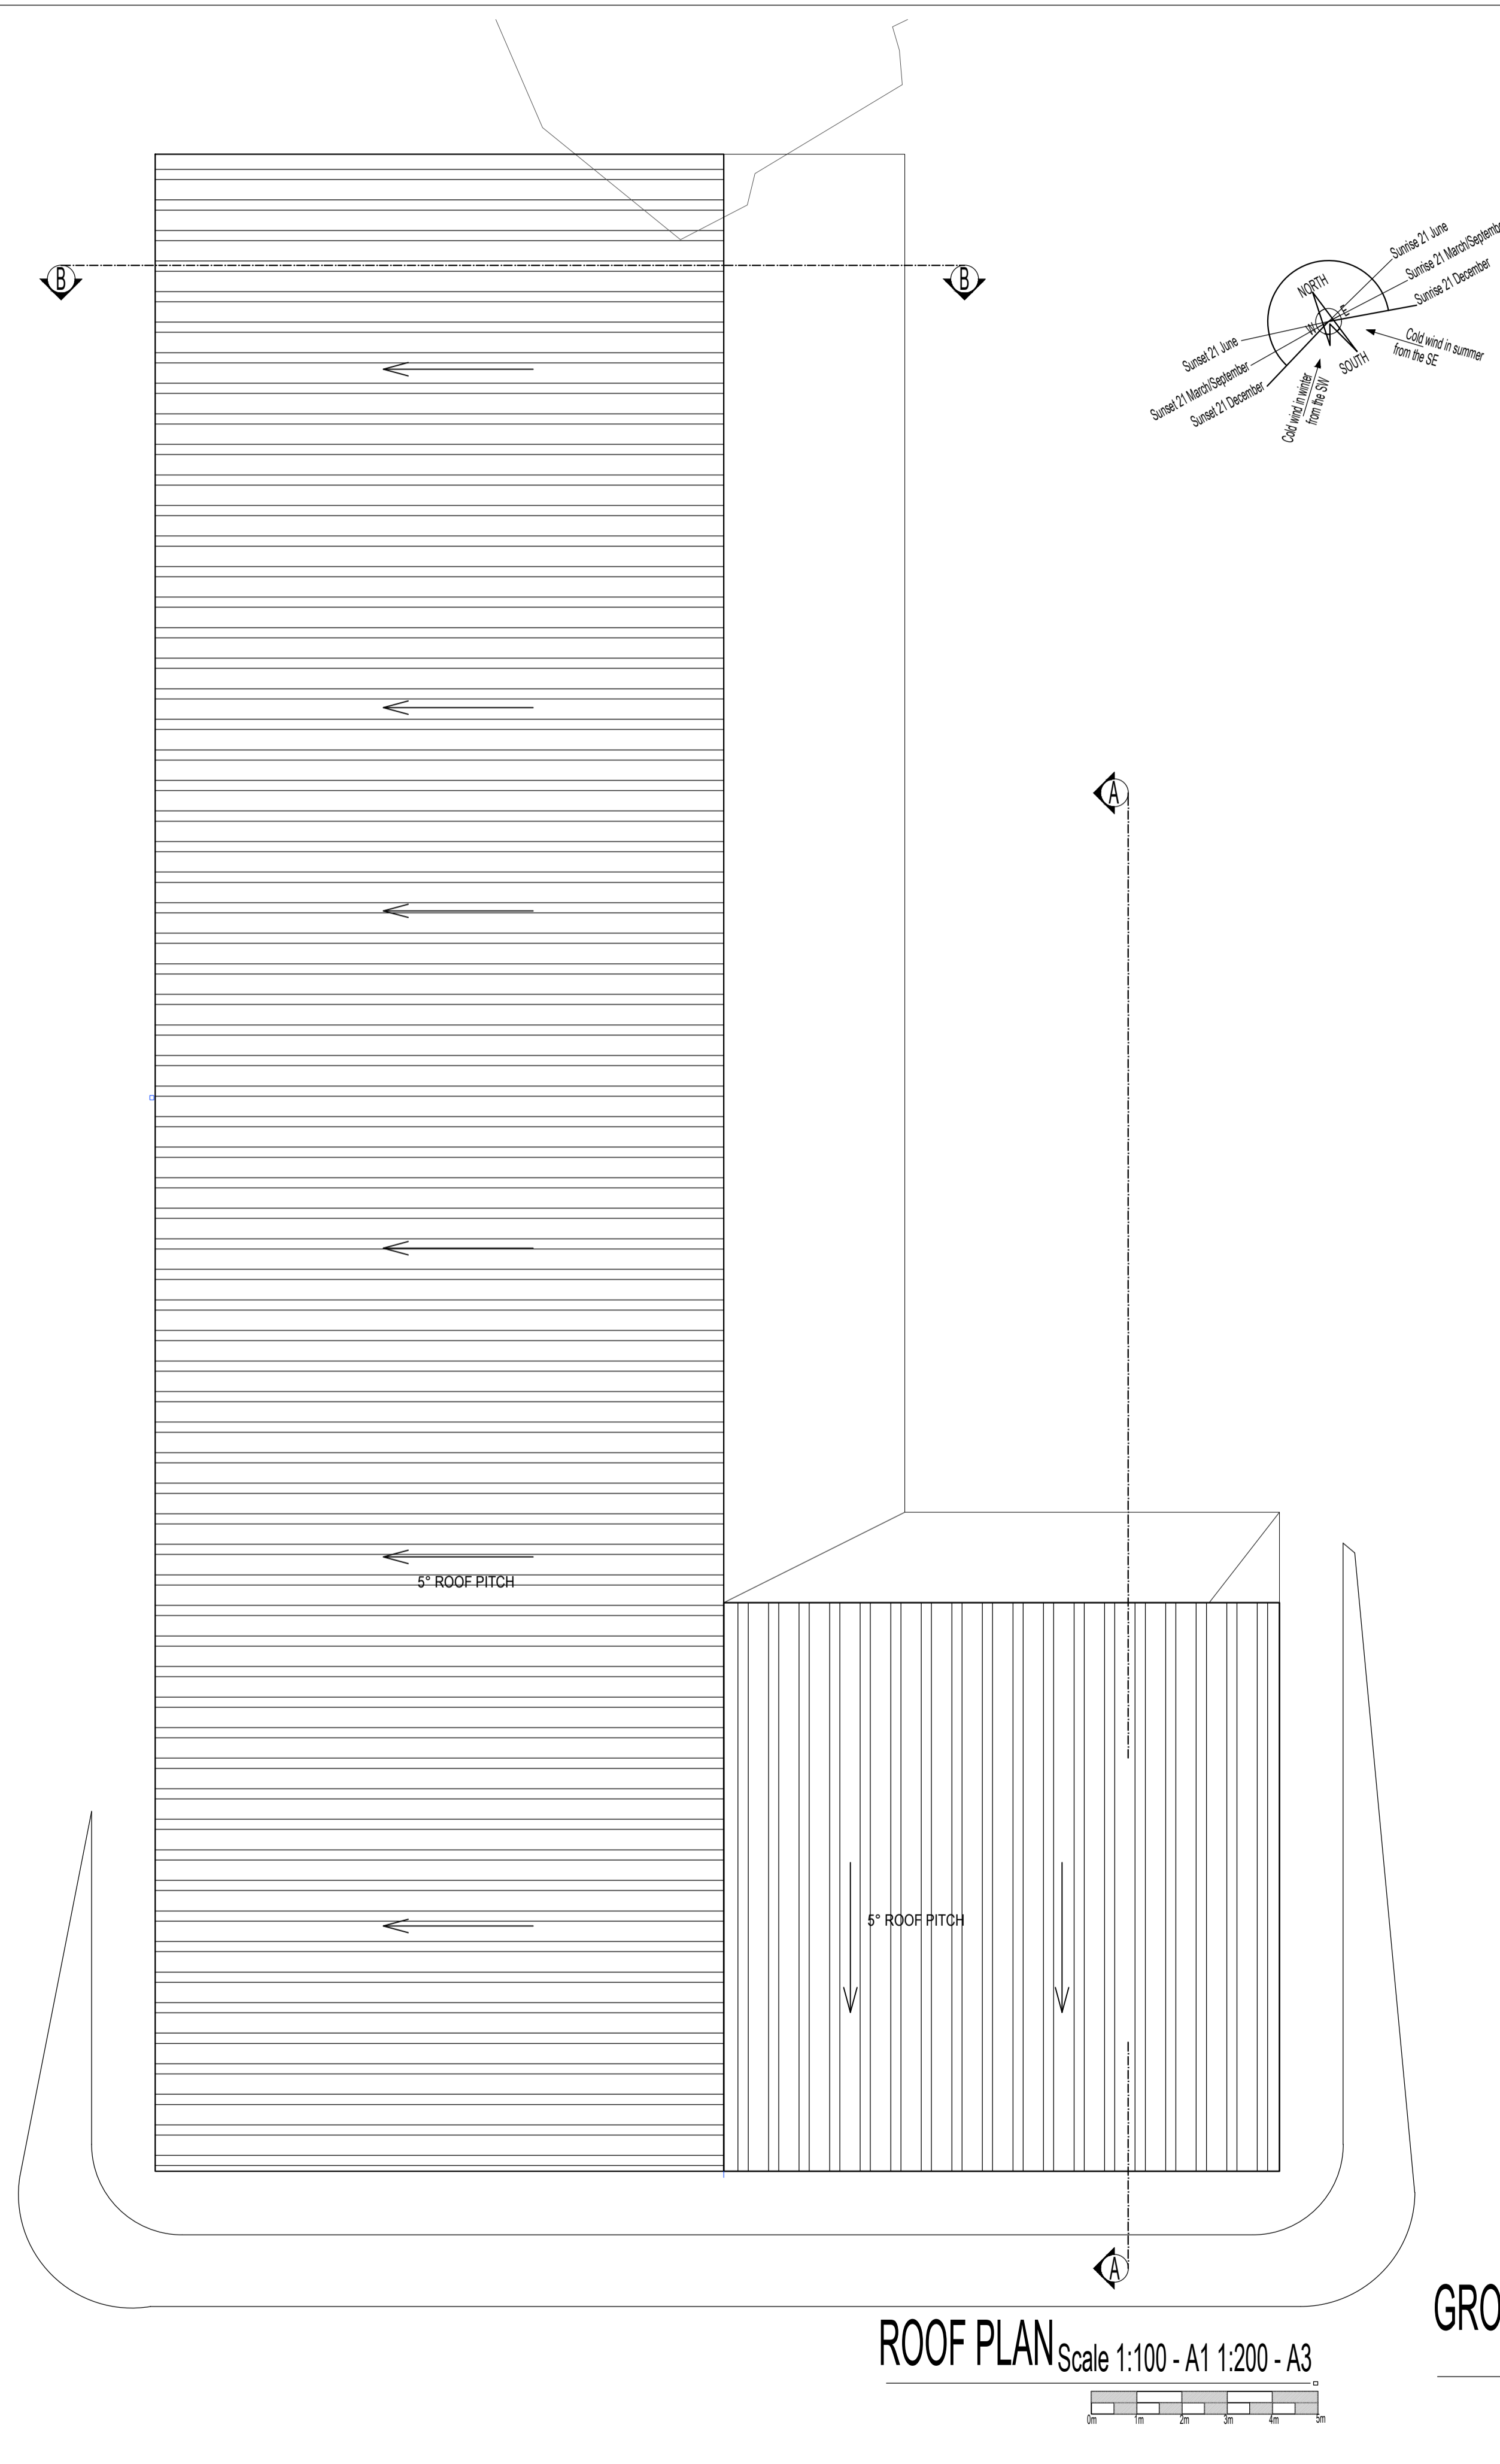 Sunrise 21 June
Sunrise 21 March/Septemb
Sunrise 21 December
NORTH
E
W
SOUTH
Cold wind in summer
from the SE
Sunset 21 June
Sunset 21 March/September
Sunset 21 December
Cold wind in winter
from the SW
B
B
A
5° ROOF PITCH
5° ROOF PITCH
A
GRO
ROOF PLAN Scale 1:100 - A1 1:200 - A3
0m 1m 2m 3m 4m 5m